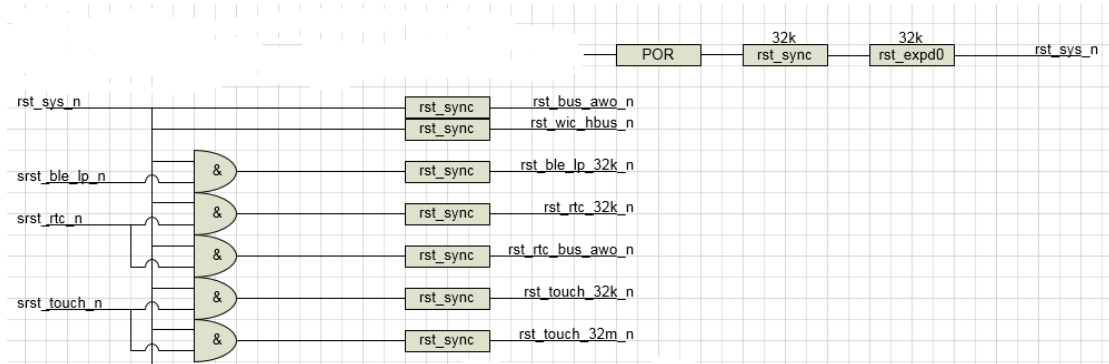 32k 32k
POR rst_sync rst_expd0 rst_sys_n
rst_sys_n rst_sync rst_bus_awo_n
rst_sync rst_wic_hbus_n
srst_ble_lp_n & rst_sync rst_ble_lp_32k_n
srst_rtc_n & rst_sync rst_rtc_32k_n
& rst_sync rst_rtc_bus_awo_n
srst_touch_n & rst_sync rst_touch_32k_n
& rst_sync rst_touch_32m_n